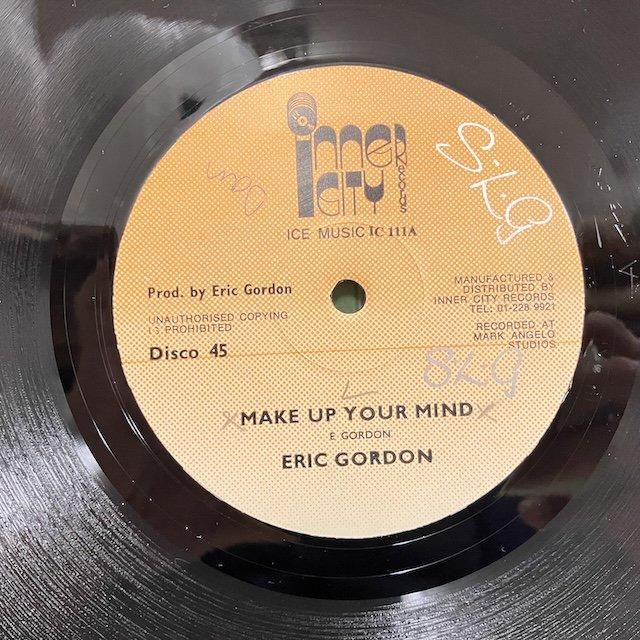 inner
city
RECORDS
ICE MUSIC IC 111A
Dan
S.L.G
Prod. by Eric Gordon
UNAUTHORISED COPYING
IS PROHIBITED
Disco 45
MANUFACTURED &
DISTRIBUTED BY
INNER CITY RECORDS
TEL: 01-228 9921
RECORDED AT
MARK ANGELO
STUDIOS
MAKE UP YOUR MIND
E GORDON
ERIC GORDON